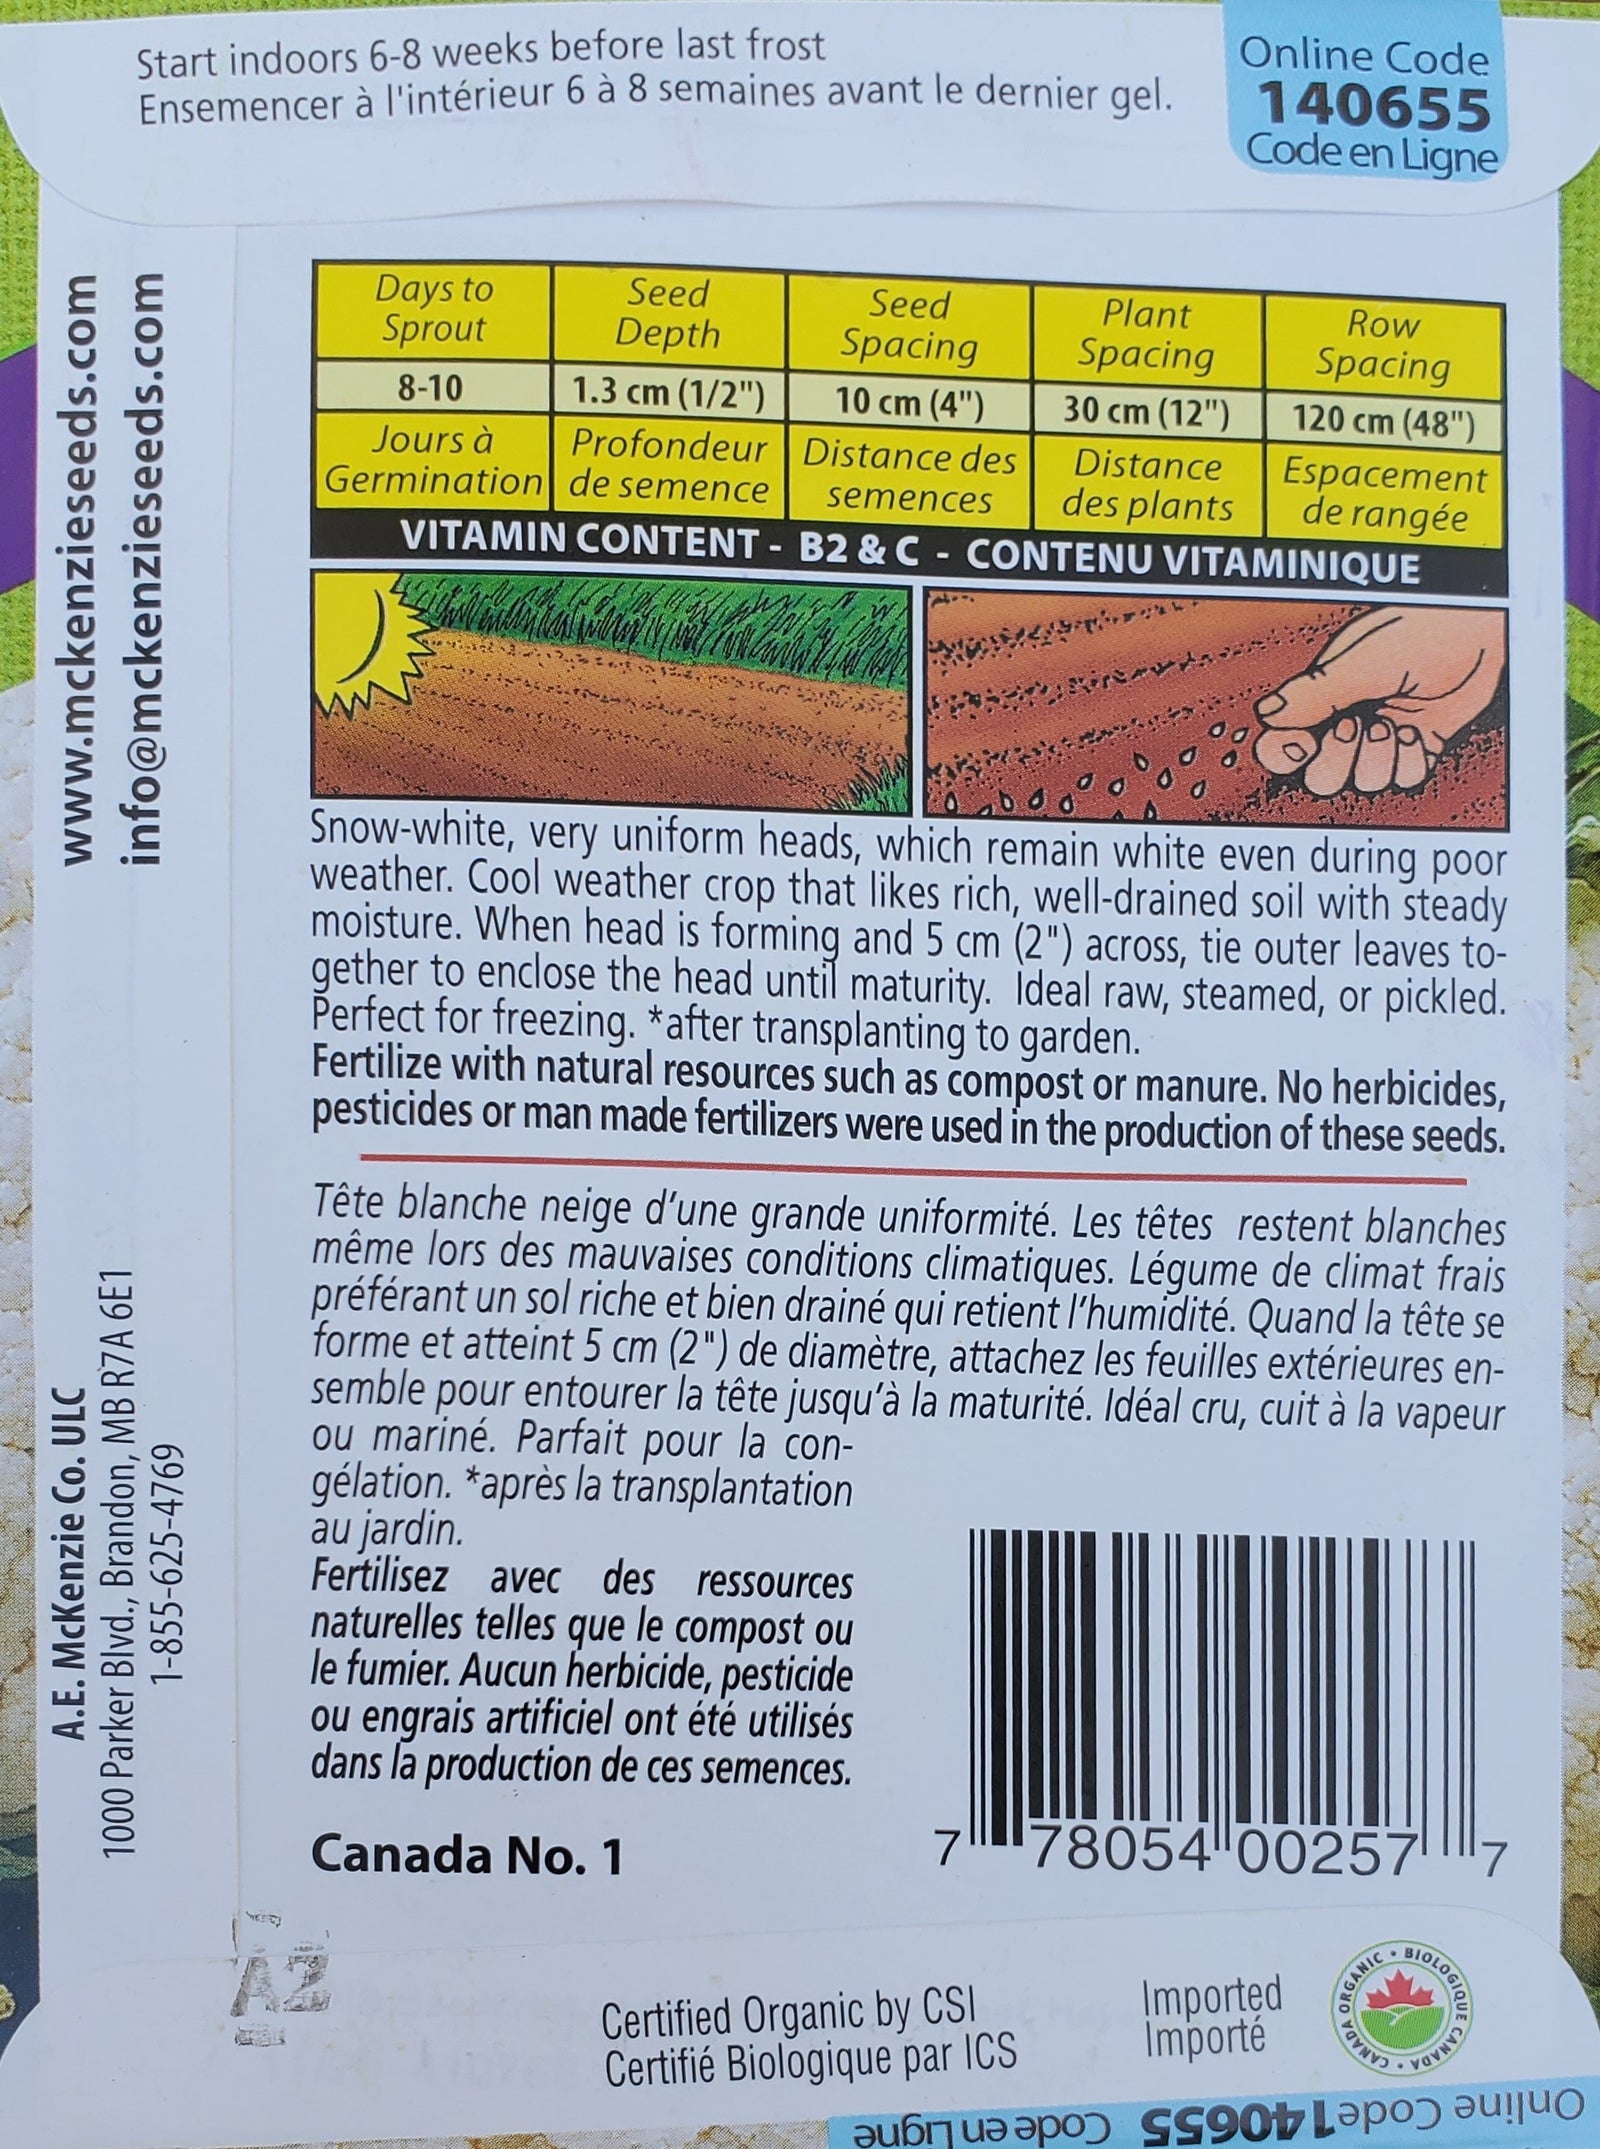 Start indoors 6-8 weeks before last frost
Ensemencer à l'intérieur 6 à 8 semaines avant le dernier gel.
Online Code
140655
Code en Ligne
www.mckenzieseeds.com
info@mckenzieseeds.com
Days to
Sprout
Seed
Depth
Seed
Spacing
Plant
Spacing
Row
Spacing
8-10
1.3 cm (1/2")
10 cm (4")
30 cm (12")
120 cm (48")
Jours à
Germination
Profondeur
de semence
Distance des
semences
Distance
des plants
Espacement
de rangée
VITAMIN CONTENT - B2 & C - CONTENU VITAMINIQUE
Snow-white, very uniform heads, which remain white even during poor
weather. Cool weather crop that likes rich, well-drained soil with steady
moisture. When head is forming and 5 cm (2") across, tie outer leaves to-
gether to enclose the head until maturity. Ideal raw, steamed, or pickled.
Perfect for freezing. *after transplanting to garden.
Fertilize with natural resources such as compost or manure. No herbicides,
pesticides or man made fertilizers were used in the production of these seeds.
Tête blanche neige d'une grande uniformité. Les têtes restent blanches
même lors des mauvaises conditions climatiques. Légume de climat frais
préférant un sol riche et bien drainé qui retient l'humidité. Quand la tête se
forme et atteint 5 cm (2") de diamètre, attachez les feuilles extérieures en-
semble pour entourer la tête jusqu'à la maturité. Idéal cru, cuit à la vapeur
ou mariné. Parfait pour la con-
gélation. *après la transplantation
au jardin.
Fertilisez avec des ressources
naturelles telles que le compost ou
le fumier. Aucun herbicide, pesticide
ou engrais artificiel ont été utilisés
dans la production de ces semences.
A.E. McKenzie Co. ULC
1000 Parker Blvd., Brandon, MB R7A 6E1
1-855-625-4769
Canada No. 1
7 78054 00257 7
A2
Certified Organic by CSI
Certifié Biologique par ICS
Imported
Importé
ORGANIC • BIOLOGIQUE CANADA • CANADA
Online Code 140655 Code en Ligne